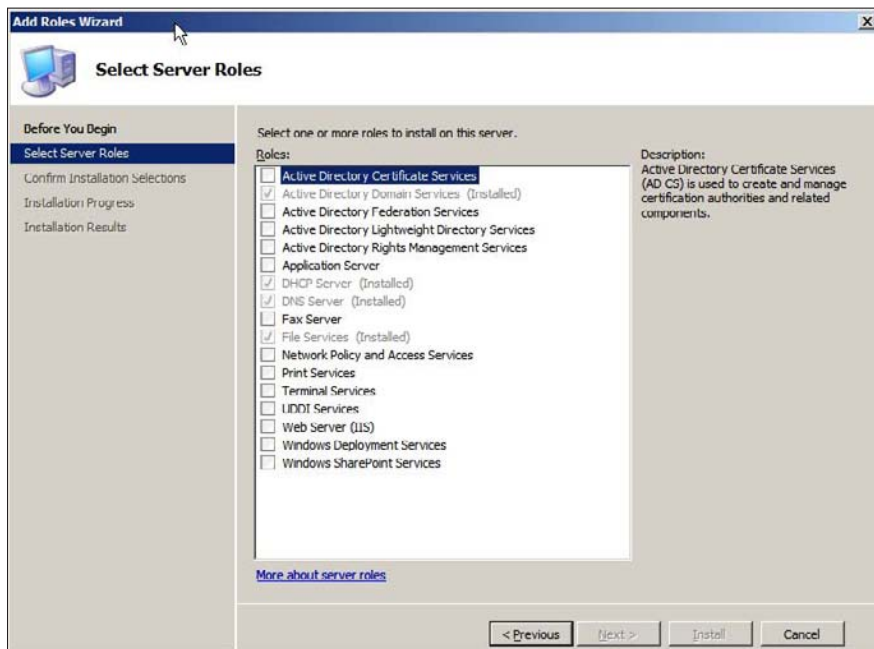 Add Roles Wizard
Select Server Roles
Before You Begin
Select Server Roles
Confirm Installation Selections
Installation Progress
Installation Results
Select one or more roles to install on this server.
Roles:
Active Directory Certificate Services
Active Directory Domain Services (Installed)
Active Directory Federation Services
Active Directory Lightweight Directory Services
Active Directory Rights Management Services
Application Server
DHCP Server (Installed)
DNS Server (Installed)
Fax Server
File Services (Installed)
Network Policy and Access Services
Print Services
Terminal Services
UDDI Services
Web Server (IIS)
Windows Deployment Services
Windows SharePoint Services
More about server roles
Description:
Active Directory Certificate Services
(AD CS) is used to create and manage
certification authorities and related
components.
< Previous
Next >
Install
Cancel